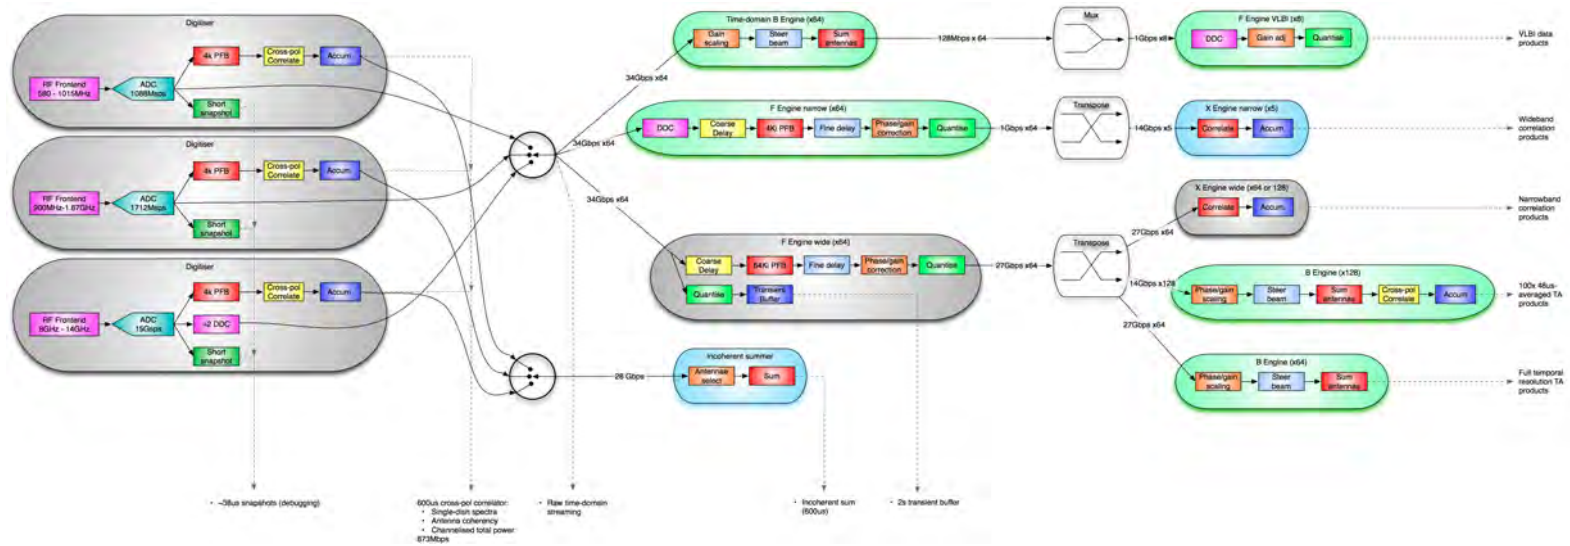 Digitiser
4k PFB
Cross-pol
Correlate
Accum.
RF Frontend
580 - 1015MHz
ADC
1088Msps
Short
snapshot
Digitiser
4k PFB
Cross-pol
Correlate
Accum.
RF Frontend
900MHz-1.67GHz
ADC
1712Msps
Short
snapshot
Digitiser
4k PFB
Cross-pol
Correlate
Accum.
RF Frontend
8GHz - 14GHz
ADC
15Gsps
÷2 DDC
Short
snapshot
Time-domain B Engine (x64)
Gain
scaling
Steer
beam
Sum
antennas
128Mbps x 64
Mux
1Gbps x8
F Engine VLBI (x8)
DDC
Gain adj
Quantise
VLBI data
products
34Gbps x64
F Engine narrow (x64)
DDC
Coarse
Delay
4Ki PFB
Fine delay
Phase/gain
correction
Quantise
34Gbps x64
1Gbps x64
Transpose
14Gbps x5
X Engine narrow (x5)
Correlate
Accum.
Wideband
correlation
products
34Gbps x64
F Engine wide (x64)
Coarse
Delay
64Ki PFB
Fine delay
Phase/gain
correction
Quantise
Quantise
Transient
Buffer
27Gbps x64
Transpose
27Gbps x64
X Engine wide (x64 or 128)
Correlate
Accum.
Narrowband
correlation
products
14Gbps x128
B Engine (x128)
Phase/gain
scaling
Steer
beam
Sum
antennas
Cross-pol
Correlate
Accum
100x 48us-
averaged TA
products
27Gbps x64
B Engine (x64)
Phase/gain
scaling
Steer
beam
Sum
antennas
Full temporal
resolution TA
products
28 Gbps
Incoherent summer
Antennae
select
Sum
• ~38us snapshots (debugging)
600us cross-pol correlator:
• Single-dish spectra
• Antenna coherency
• Channelised total power
873Mbps
• Raw time-domain
streaming
• Incoherent sum
(600us)
• 2s transient buffer